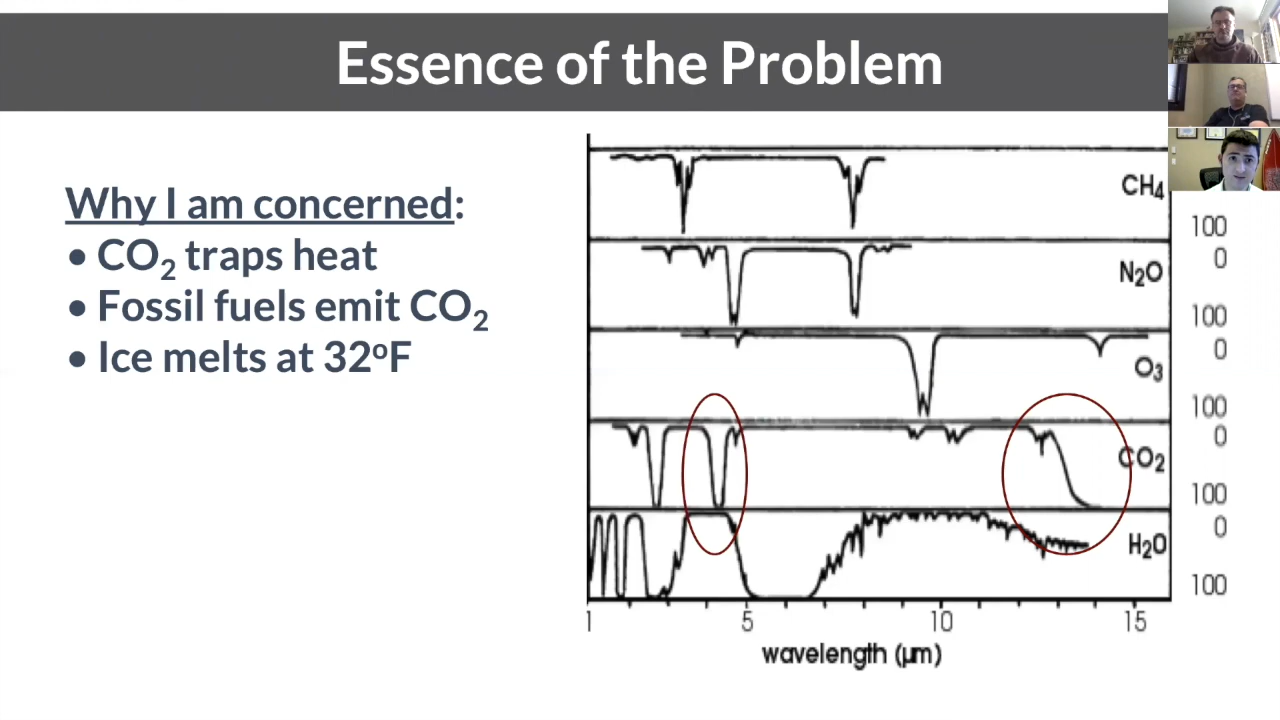 Essence of the Problem
Why I am concerned:
• CO₂ traps heat
• Fossil fuels emit CO₂
• Ice melts at 32ºF
CH4
100
0
N2O
100
0
O3
100
0
CO2
100
0
H2O
100
1 5 10 15
wavelength (µm)